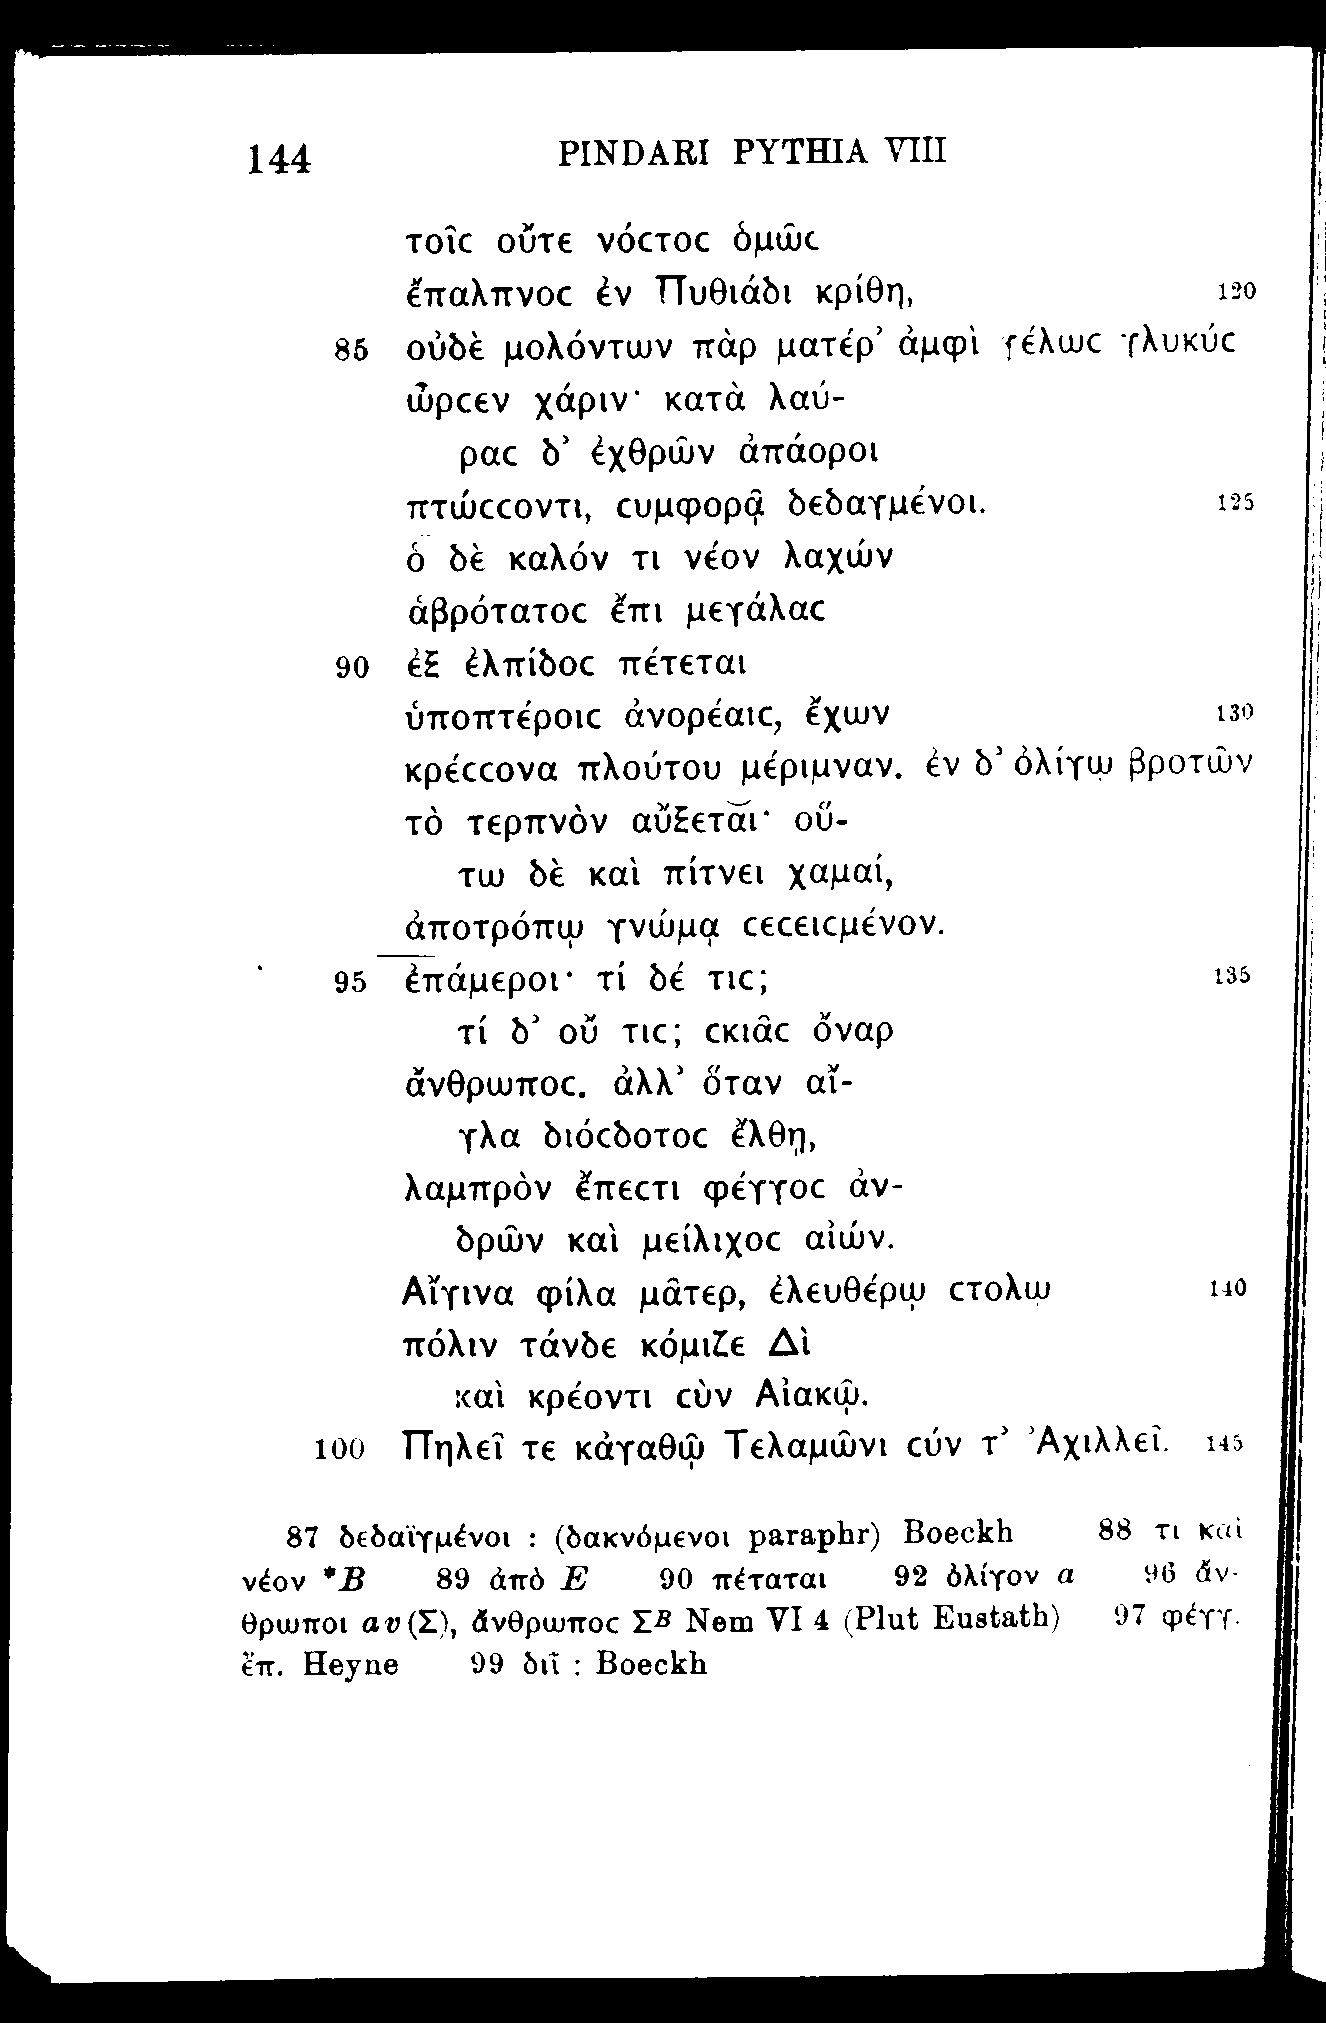 144 PINDARI PYTHIA VIII
τοῖϲ οὔτε νόϲτοϲ ὁμῶϲ
ἔπαλπνοϲ ἐν Πυθιάδι κρίθη, 120
85 οὐδὲ μολόντων πὰρ ματέρ’ ἀμφὶ γέλωϲ γλυκύϲ
ὦρϲεν χάριν· κατὰ λαύ-
ραϲ δ’ ἐχθρῶν ἀπάοροι
πτώϲϲοντι, ϲυμφορᾷ δεδαγμένοι. 125
ὁ δὲ καλόν τι νέον λαχών
ἁβρότατοϲ ἔπι μεγάλαϲ
90 ἐξ ἐλπίδοϲ πέτεται
ὑποπτέροιϲ ἀνορέαιϲ, ἔχων 130
κρέϲϲονα πλούτου μέριμναν. ἐν δ’ ὀλίγῳ βροτῶν
τὸ τερπνὸν αὔξεται· οὕ-
τω δὲ καὶ πίτνει χαμαί,
ἀποτρόπῳ γνώμᾳ ϲεϲειϲμένον.
95 ἐπάμεροι· τί δέ τιϲ; 135
τί δ’ οὔ τιϲ; ϲκιᾶϲ ὄναρ
ἄνθρωποϲ. ἀλλ’ ὅταν αἴ-
γλα διόϲδοτοϲ ἔλθῃ,
λαμπρὸν ἔπεϲτι φέγγοϲ ἀν-
δρῶν καὶ μείλιχοϲ αἰών.
Αἴγινα φίλα μᾶτερ, ἐλευθέρῳ ϲτολῳ 140
πόλιν τάνδε κόμιζε Δὶ
καὶ κρέοντι ϲὺν Αἰακῷ.
100 Πηλεῖ τε κἀγαθῷ Τελαμῶνι ϲύν τ’ Ἀχιλλεῖ. 145
87 δεδαϊγμένοι : (δακνόμενοι paraphr) Boeckh 88 τι καὶ
νέον *B 89 ἀπὸ E 90 πέταται 92 ὀλίγον a 96 ἄν-
θρωποι av(Σ), ἄνθρωποϲ ΣB Nem VI 4 (Plut Eustath) 97 φέγγ.
ἔπ. Heyne 99 διῒ : Boeckh